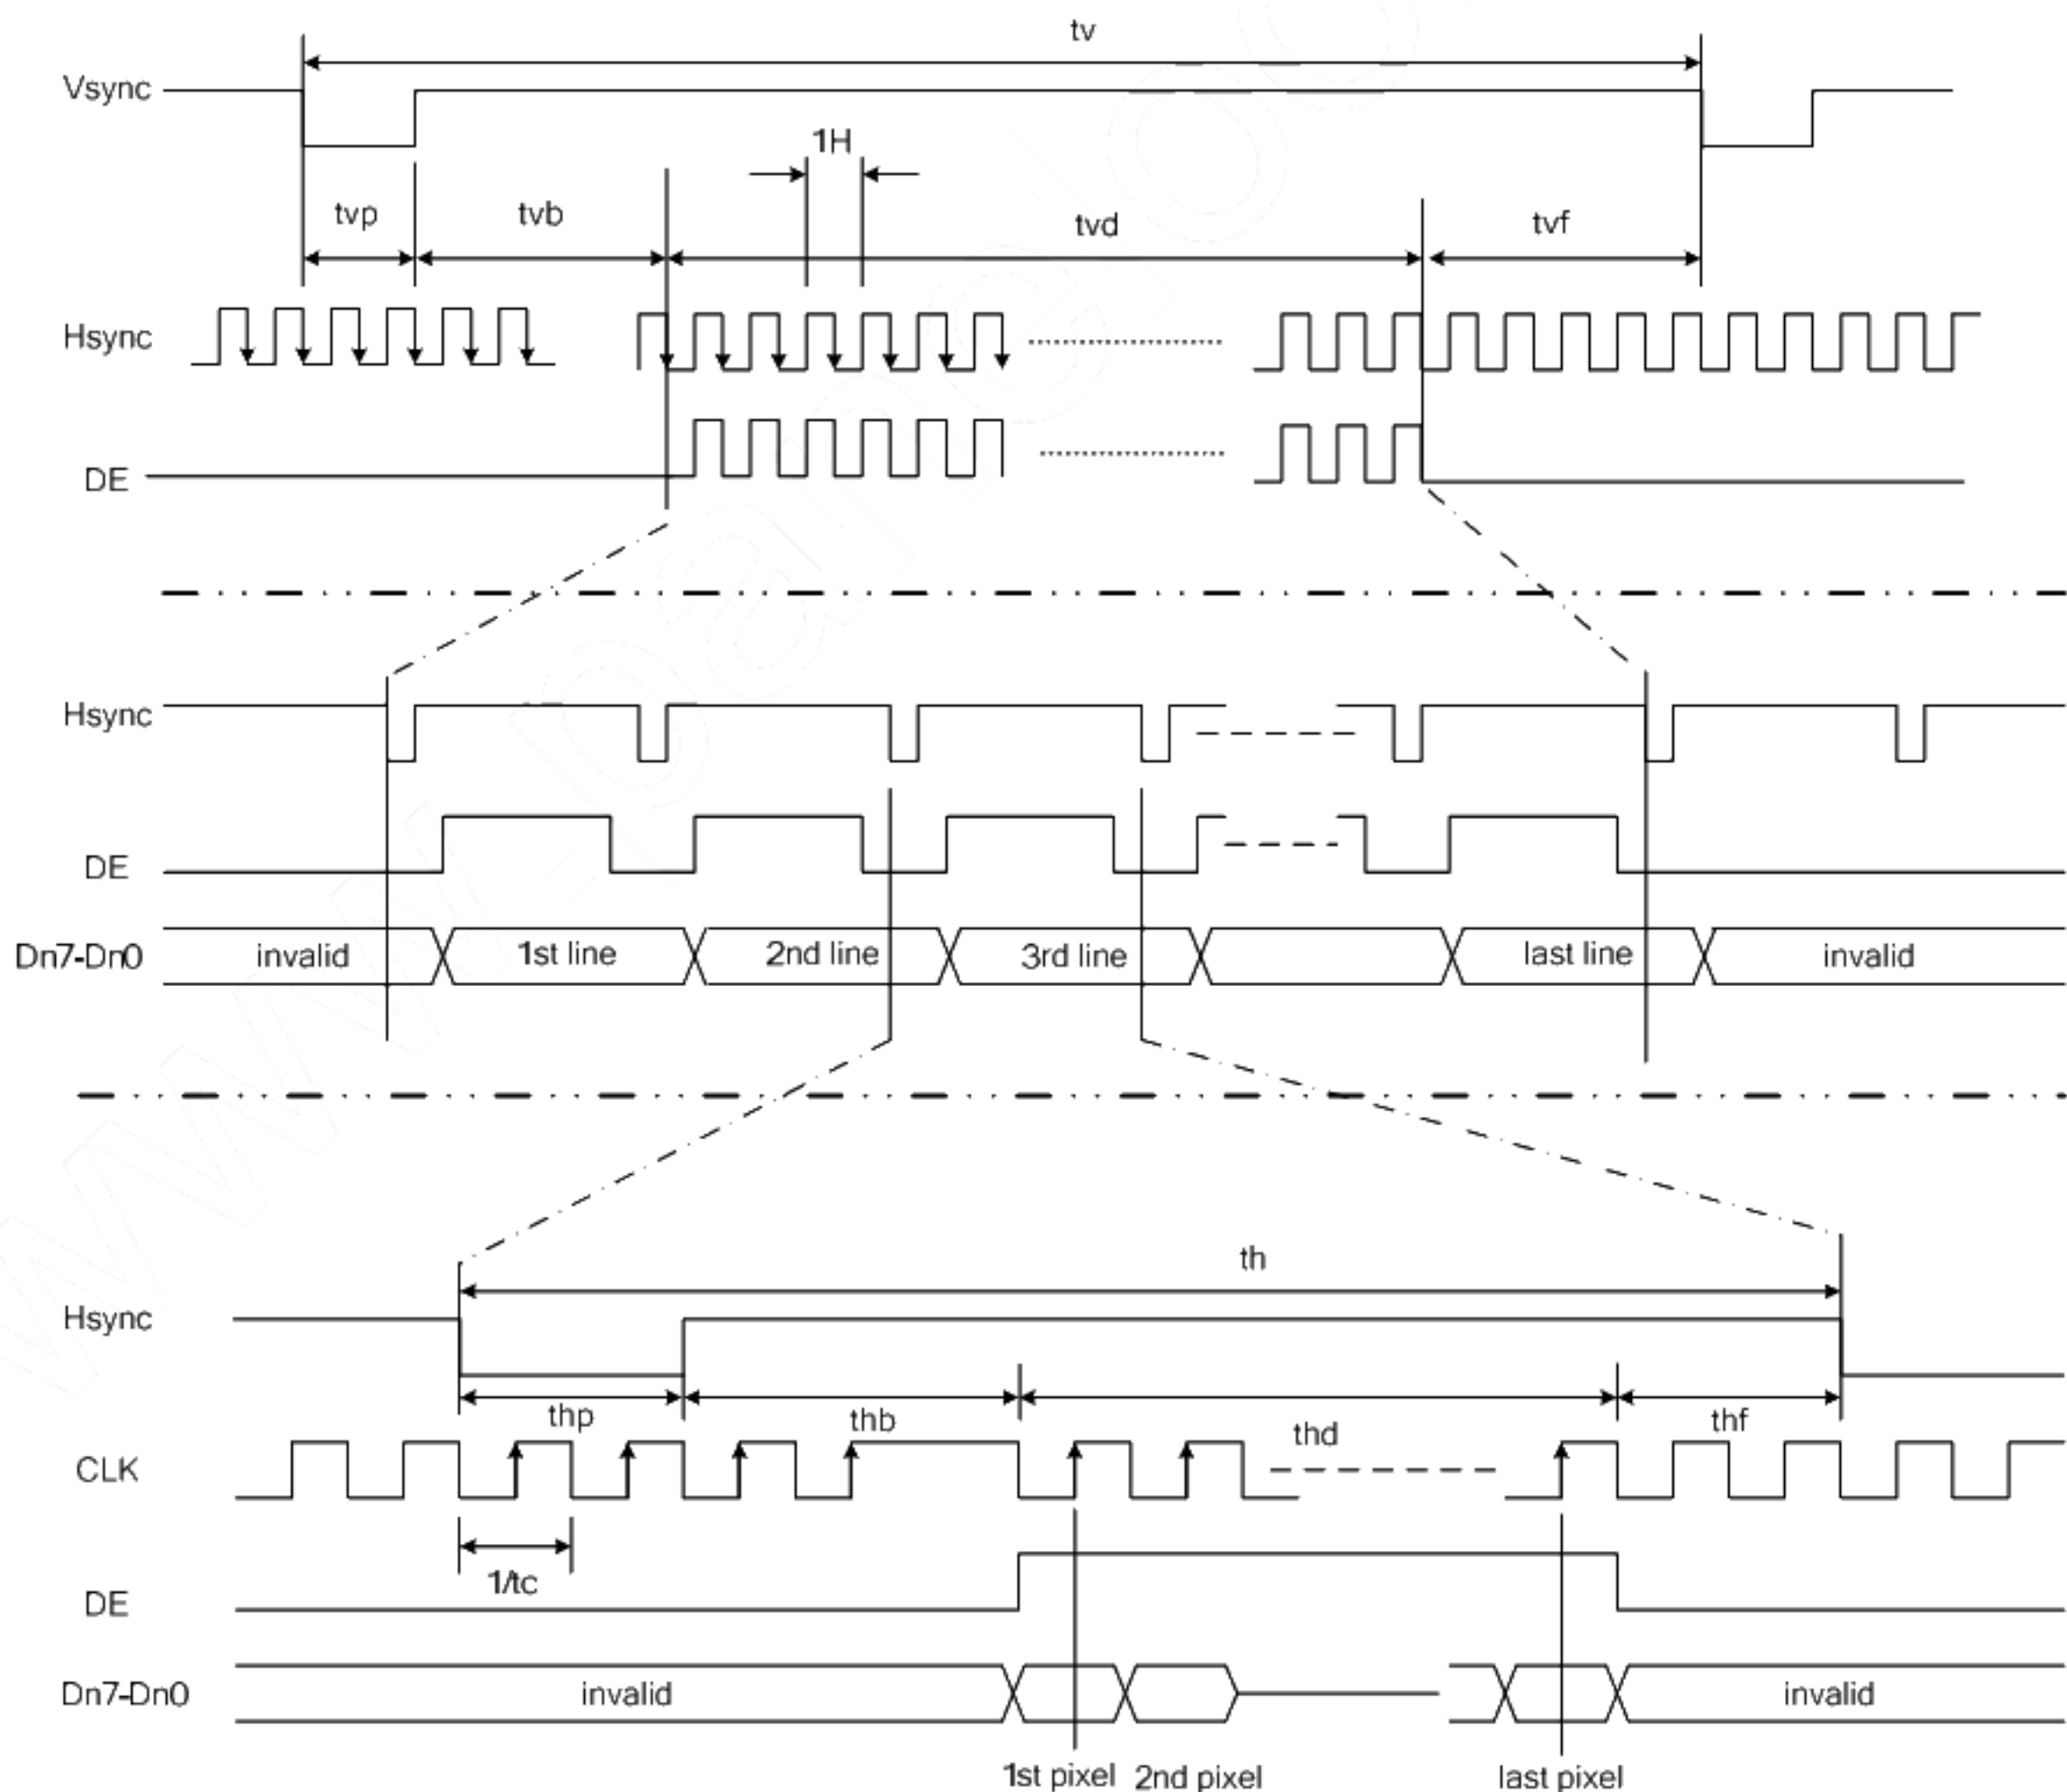 tv
Vsync
1H
tvp
tvb
tvd
tvf
Hsync
DE
Hsync
DE
Dn7-Dn0
invalid
1st line
2nd line
3rd line
last line
invalid
th
Hsync
thp
thb
thd
thf
CLK
1/tc
DE
Dn7-Dn0
invalid
invalid
1st pixel
2nd pixel
last pixel